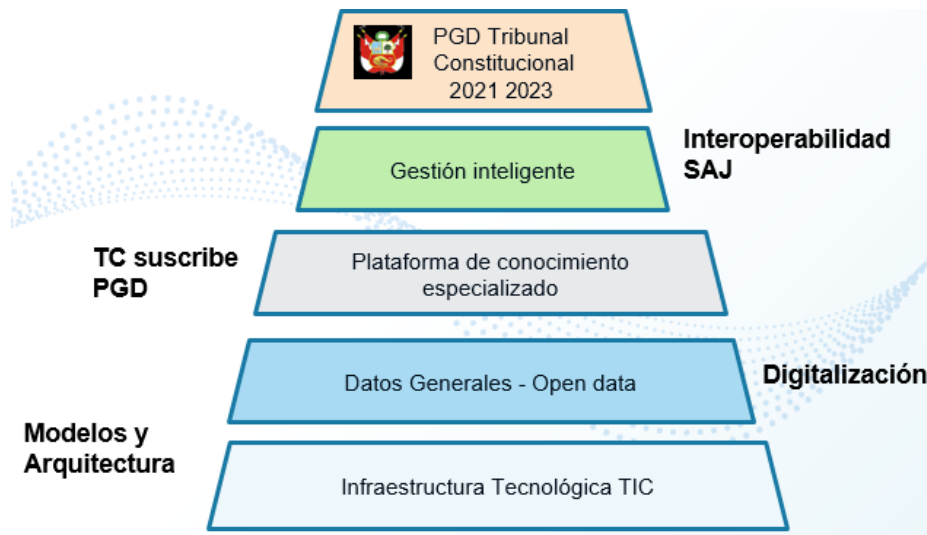 PGD Tribunal
Constitucional
2021 2023
Interoperabilidad
SAJ
Gestión inteligente
TC suscribe
PGD
Plataforma de conocimiento
especializado
Datos Generales - Open data
Digitalización
Modelos y
Arquitectura
Infraestructura Tecnológica TIC